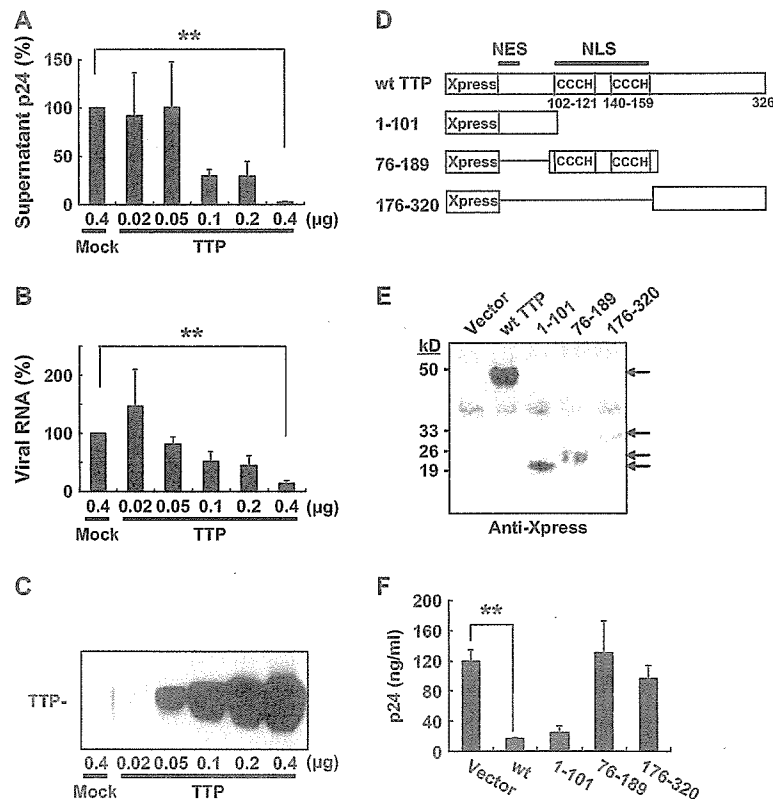 A
Supernatant p24 (%)
150
100
50
0
**
0.4 0.02 0.05 0.1 0.2 0.4 (μg)
Mock TTP
B
Viral RNA (%)
200
100
50
0
**
0.4 0.02 0.05 0.1 0.2 0.4 (μg)
Mock TTP
C
TTP-
0.4 0.02 0.05 0.1 0.2 0.4 (μg)
Mock TTP
D
NES NLS
wt TTP Xpress CCCH CCCH
102-121 140-159 326
1-101 Xpress
76-189 Xpress CCCH CCCH
176-320 Xpress
E
Vector wt TTP 1-101 76-189 176-320
kD
50
33
26
19
Anti-Xpress
F
p24 (ng/ml)
200
160
120
80
40
0
**
Vector wt 1-101 76-189 176-320